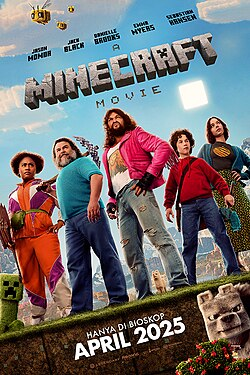 JASON MOMOA
JACK BLACK
DANIELLE BROOKS
EMMA MYERS
SEBASTIAN HANSEN
A
MINECRAFT
MOVIE
HANYA DI BIOSKOP
APRIL 2025